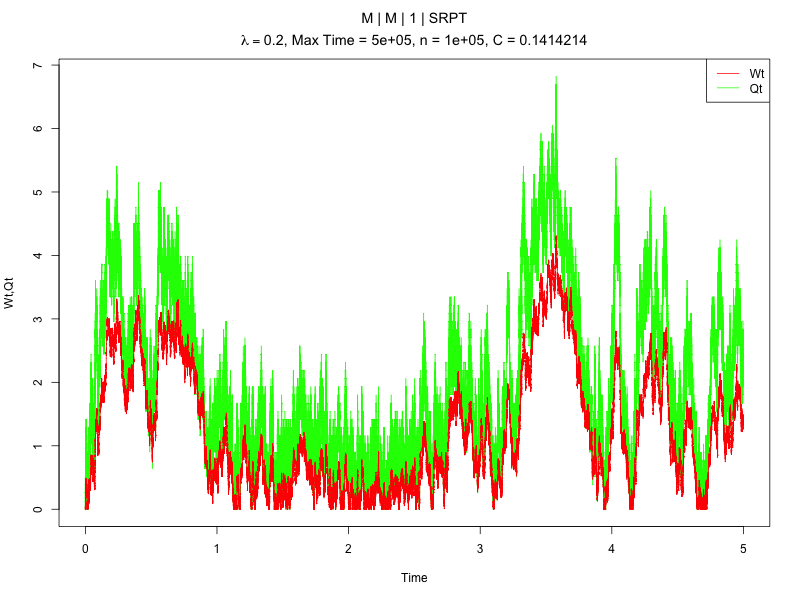 M | M | 1 | SRPT
λ = 0.2, Max Time = 5e+05, n = 1e+05, C = 0.1414214
Wt
Qt
Wt,Qt
7
6
5
4
3
2
1
0
0 1 2 3 4 5
Time